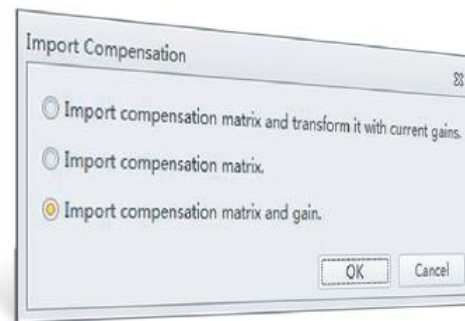 Import Compensation
Import compensation matrix and transform it with current gains.
Import compensation matrix.
Import compensation matrix and gain.
OK
Cancel